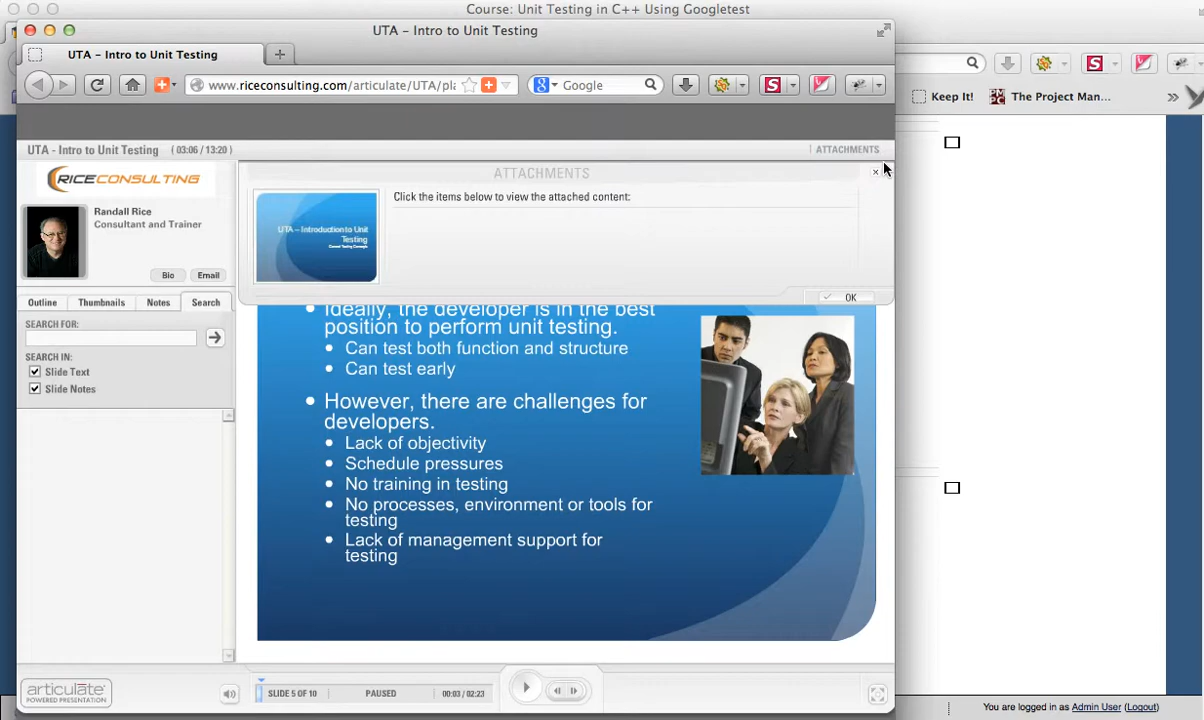 Course: Unit Testing in C++ Using Googletest
UTA – Intro to Unit Testing
UTA – Intro to Unit Testing
www.riceconsulting.com/articulate/UTA/pla
Google
Keep It!
The Project Man...
UTA – Intro to Unit Testing ( 03:06 / 13:20 )
ATTACHMENTS
RICECONSULTING
Randall Rice
Consultant and Trainer
Bio
Email
Outline
Thumbnails
Notes
Search
SEARCH FOR:
SEARCH IN:
Slide Text
Slide Notes
ATTACHMENTS
Click the items below to view the attached content:
UTA – Introduction to Unit
Testing
General Testing Concepts
OK
Ideally, the developer is in the best
position to perform unit testing.
Can test both function and structure
Can test early
However, there are challenges for
developers.
Lack of objectivity
Schedule pressures
No training in testing
No processes, environment or tools for
testing
Lack of management support for
testing
articulate
POWERED PRESENTATION
SLIDE 5 OF 10
PAUSED
00:03 / 02:23
You are logged in as Admin User (Logout)